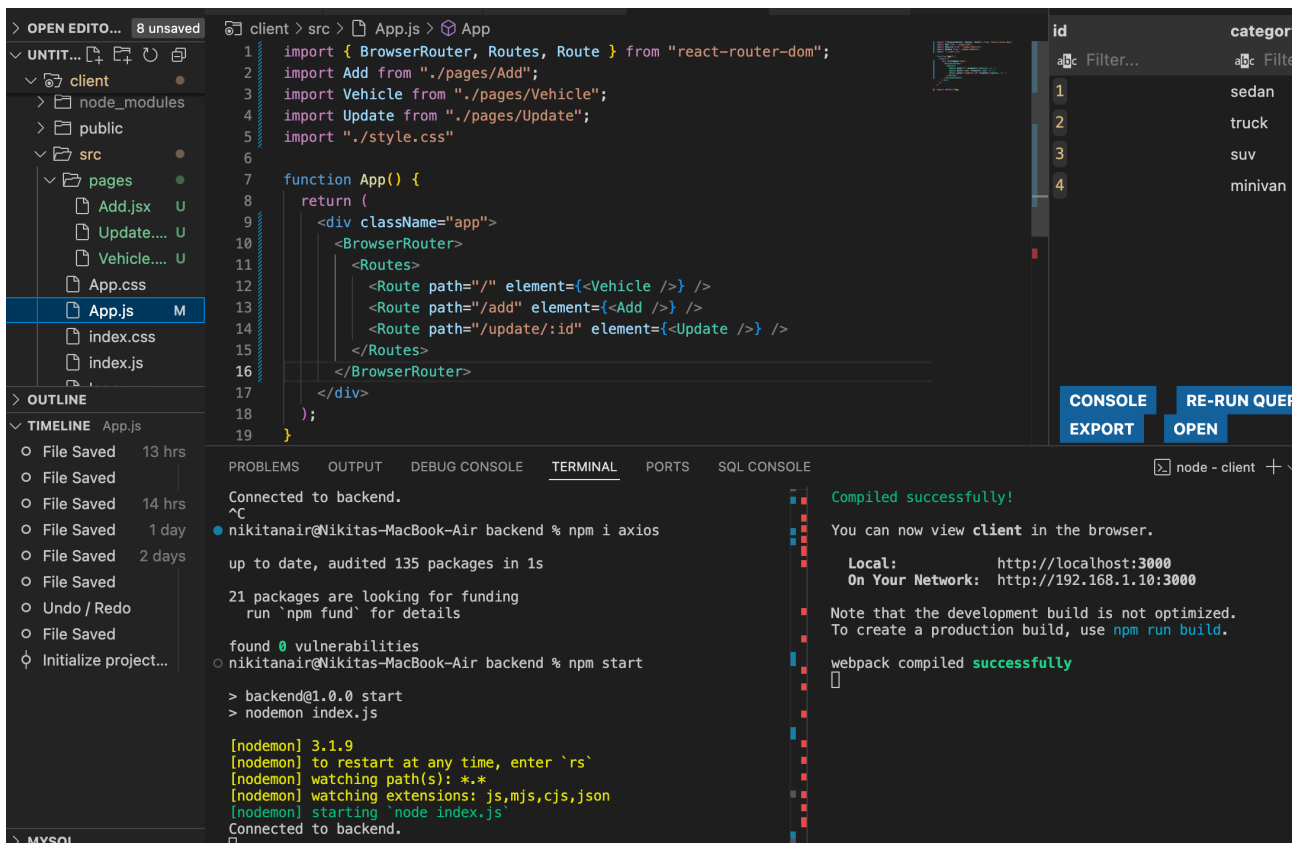 OPEN EDITO... 8 unsaved
UNTIT...
client
node_modules
public
src
pages
Add.jsx U
Update.... U
Vehicle.... U
App.css
App.js M
index.css
index.js
OUTLINE
TIMELINE App.js
File Saved 13 hrs
File Saved
File Saved 14 hrs
File Saved 1 day
File Saved 2 days
File Saved
Undo / Redo
File Saved
Initialize project...
MYSQL
client > src > App.js > App
1 import { BrowserRouter, Routes, Route } from "react-router-dom";
2 import Add from "./pages/Add";
3 import Vehicle from "./pages/Vehicle";
4 import Update from "./pages/Update";
5 import "./style.css"
6
7 function App() {
8 return (
9 <div className="app">
10 <BrowserRouter>
11 <Routes>
12 <Route path="/" element={<Vehicle />} />
13 <Route path="/add" element={<Add />} />
14 <Route path="/update/:id" element={<Update />} />
15 </Routes>
16 </BrowserRouter>
17 </div>
18 );
19 }
id categor
abc Filter... abc Filte
1 sedan
2 truck
3 suv
4 minivan
CONSOLE RE-RUN QUER
EXPORT OPEN
PROBLEMS OUTPUT DEBUG CONSOLE TERMINAL PORTS SQL CONSOLE
node - client
Connected to backend.
^C
nikitanair@Nikitas-MacBook-Air backend % npm i axios
up to date, audited 135 packages in 1s
21 packages are looking for funding
run `npm fund` for details
found 0 vulnerabilities
nikitanair@Nikitas-MacBook-Air backend % npm start
> backend@1.0.0 start
> nodemon index.js
[nodemon] 3.1.9
[nodemon] to restart at any time, enter `rs`
[nodemon] watching path(s): *.*
[nodemon] watching extensions: js,mjs,cjs,json
[nodemon] starting `node index.js`
Connected to backend.
Compiled successfully!
You can now view client in the browser.
Local: http://localhost:3000
On Your Network: http://192.168.1.10:3000
Note that the development build is not optimized.
To create a production build, use npm run build.
webpack compiled successfully